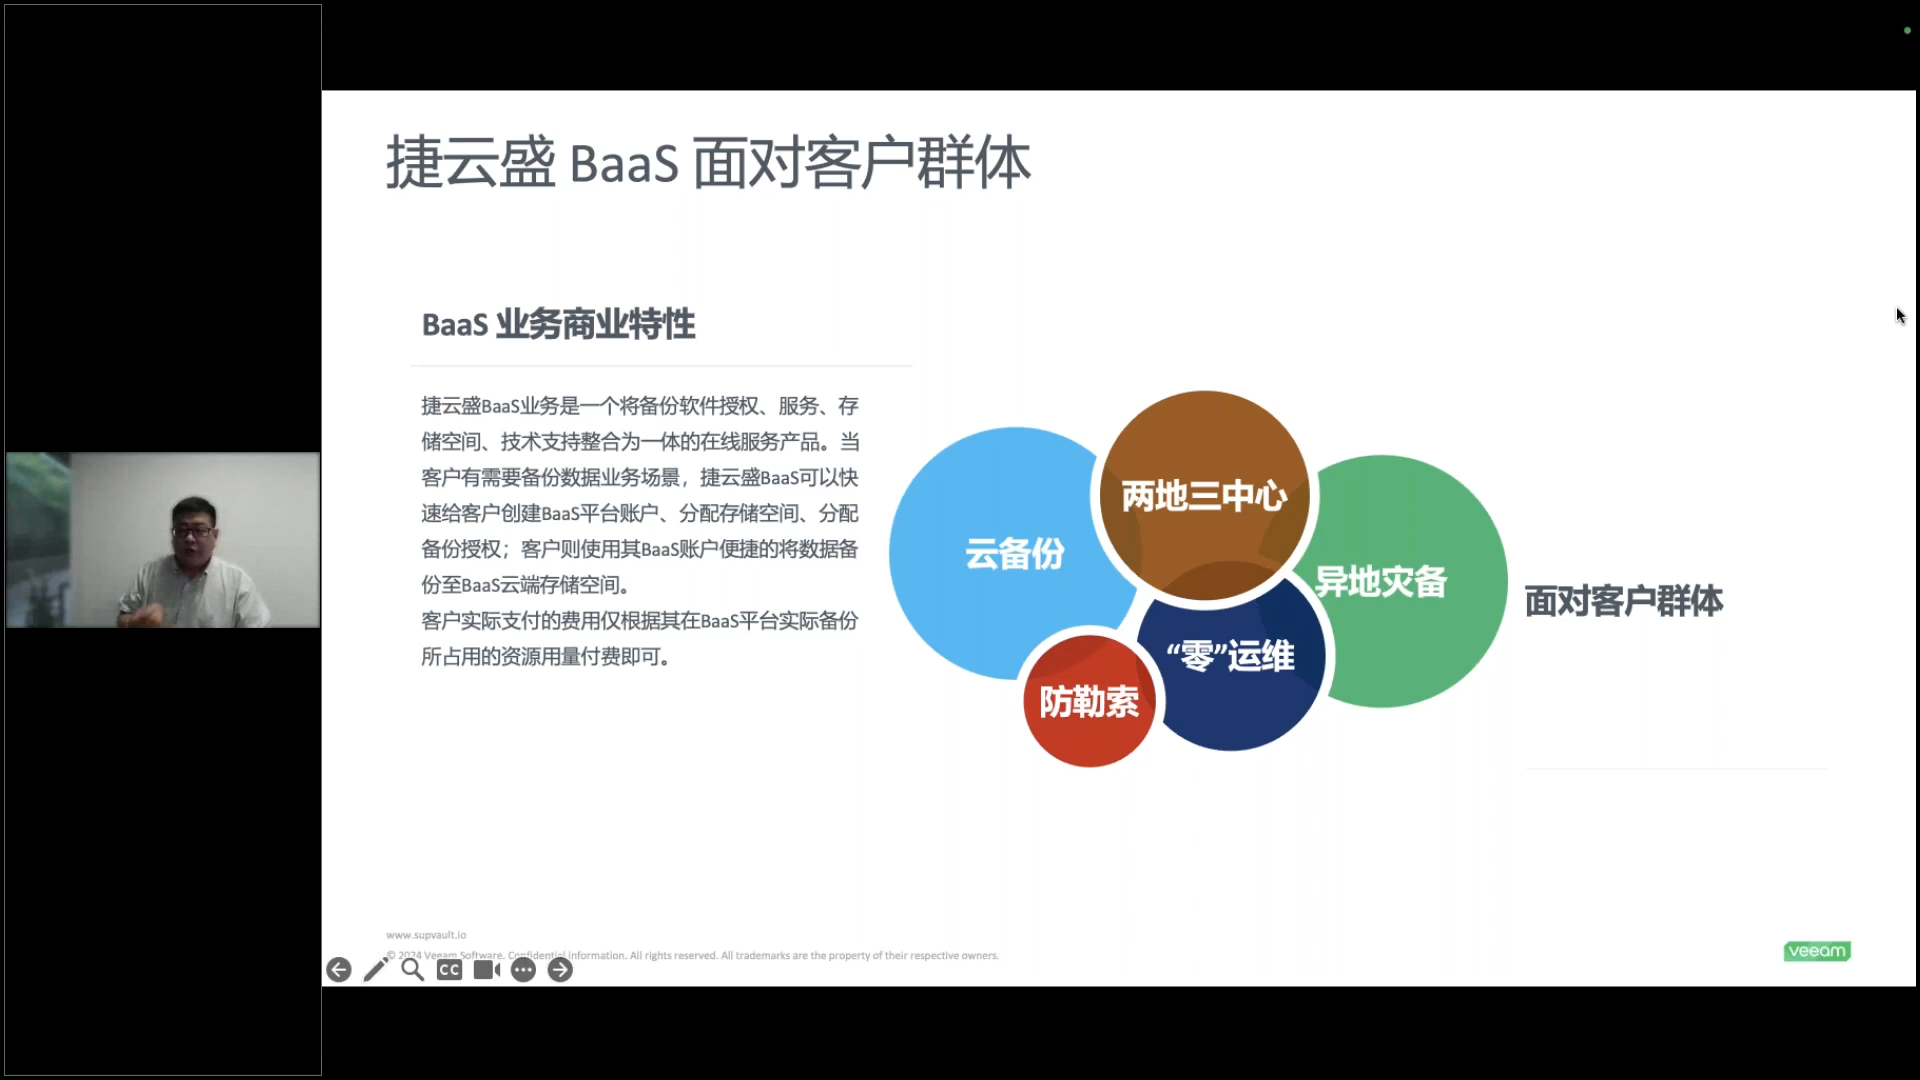 捷云盛 BaaS 面对客户群体
BaaS 业务商业特性
捷云盛BaaS业务是一个将备份软件授权、服务、存
储空间、技术支持整合为一体的在线服务产品。当
客户有需要备份数据业务场景，捷云盛BaaS可以快
速给客户创建BaaS平台账户、分配存储空间、分配
备份授权；客户则使用其BaaS账户便捷的将数据备
份至BaaS云端存储空间。
客户实际支付的费用仅根据其在BaaS平台实际备份
所占用的资源用量付费即可。
云备份
两地三中心
异地灾备
“零”运维
防勒索
面对客户群体
www.supvault.io
© 2024 Veeam Software. Confidential information. All rights reserved. All trademarks are the property of their respective owners.
CC
veeam